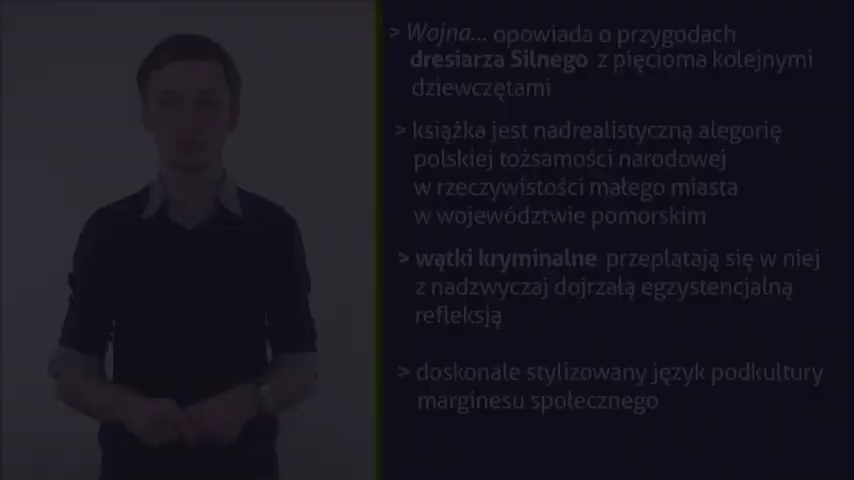 > Wojna... opowiada o przygodach
dresiarza Silnego z pięcioma kolejnymi
dziewczętami
> książka jest nadrealistyczną alegorię
polskiej tożsamości narodowej
w rzeczywistości małego miasta
w województwie pomorskim
> wątki kryminalne przeplatają się w niej
z nadzwyczaj dojrzałą egzystencjalną
refleksją
> doskonale stylizowany język podkultury
marginesu społecznego